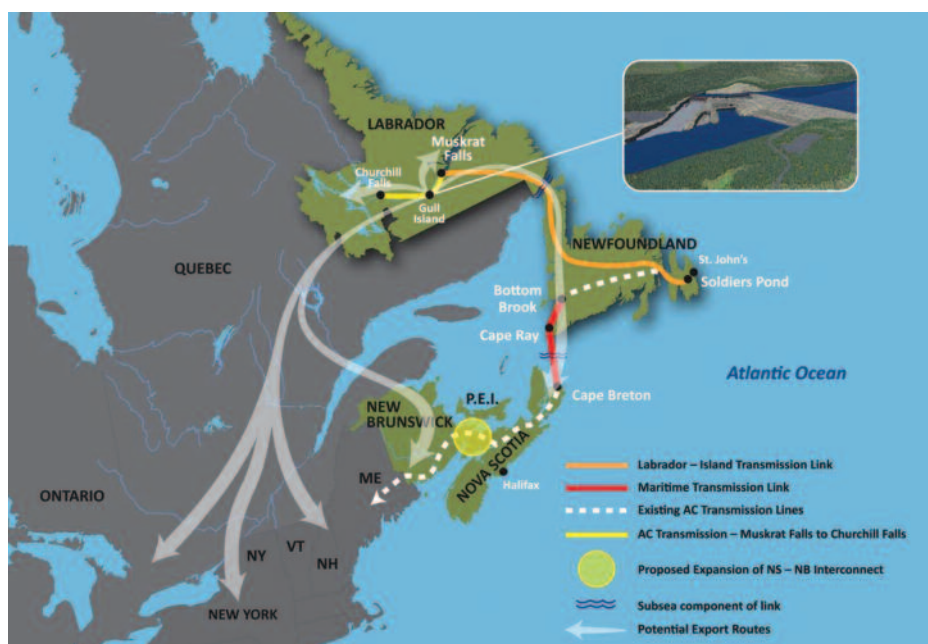 LABRADOR
Muskrat
Falls
Churchill
Falls
Gull
Island
QUEBEC
NEWFOUNDLAND
St. John's
Soldiers Pond
Bottom
Brook
Cape Ray
Atlantic Ocean
Cape Breton
P.E.I.
NEW
BRUNSWICK
NOVA SCOTIA
Halifax
ME
ONTARIO
NY
VT
NH
NEW YORK
Labrador – Island Transmission Link
Maritime Transmission Link
Existing AC Transmission Lines
AC Transmission – Muskrat Falls to Churchill Falls
Proposed Expansion of NS – NB Interconnect
Subsea component of link
Potential Export Routes